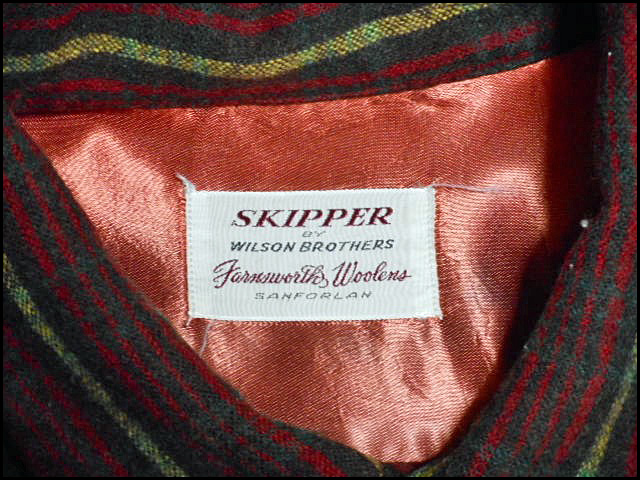 SKIPPER
BY
WILSON BROTHERS
Farnsworth Woolens
SANFORLAN